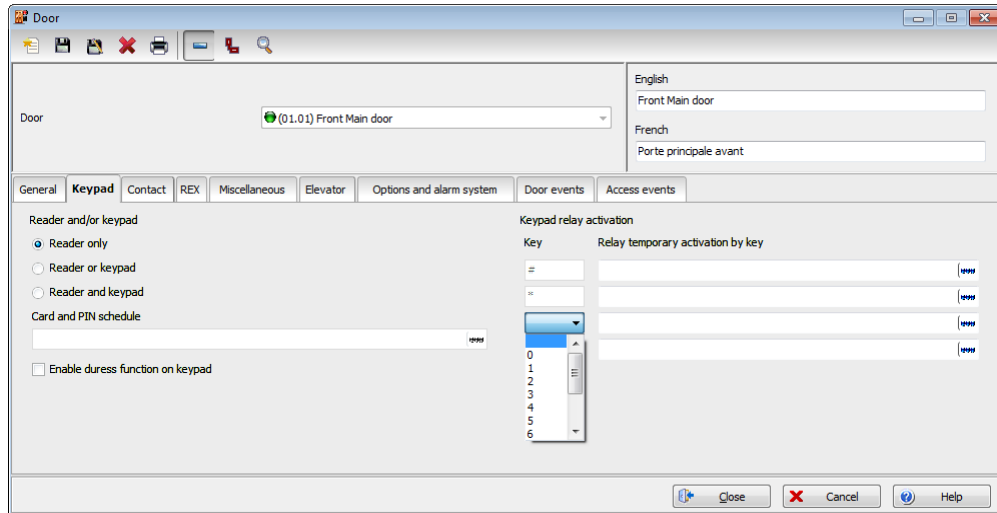 Door
English
Front Main door
Door
(01.01) Front Main door
French
Porte principale avant
General Keypad Contact REX Miscellaneous Elevator Options and alarm system Door events Access events
Reader and/or keypad
Keypad relay activation
Reader only
Key Relay temporary activation by key
Reader or keypad
=
Reader and keypad
*
Card and PIN schedule
Enable duress function on keypad
0
1
2
3
4
5
6
Close Cancel Help